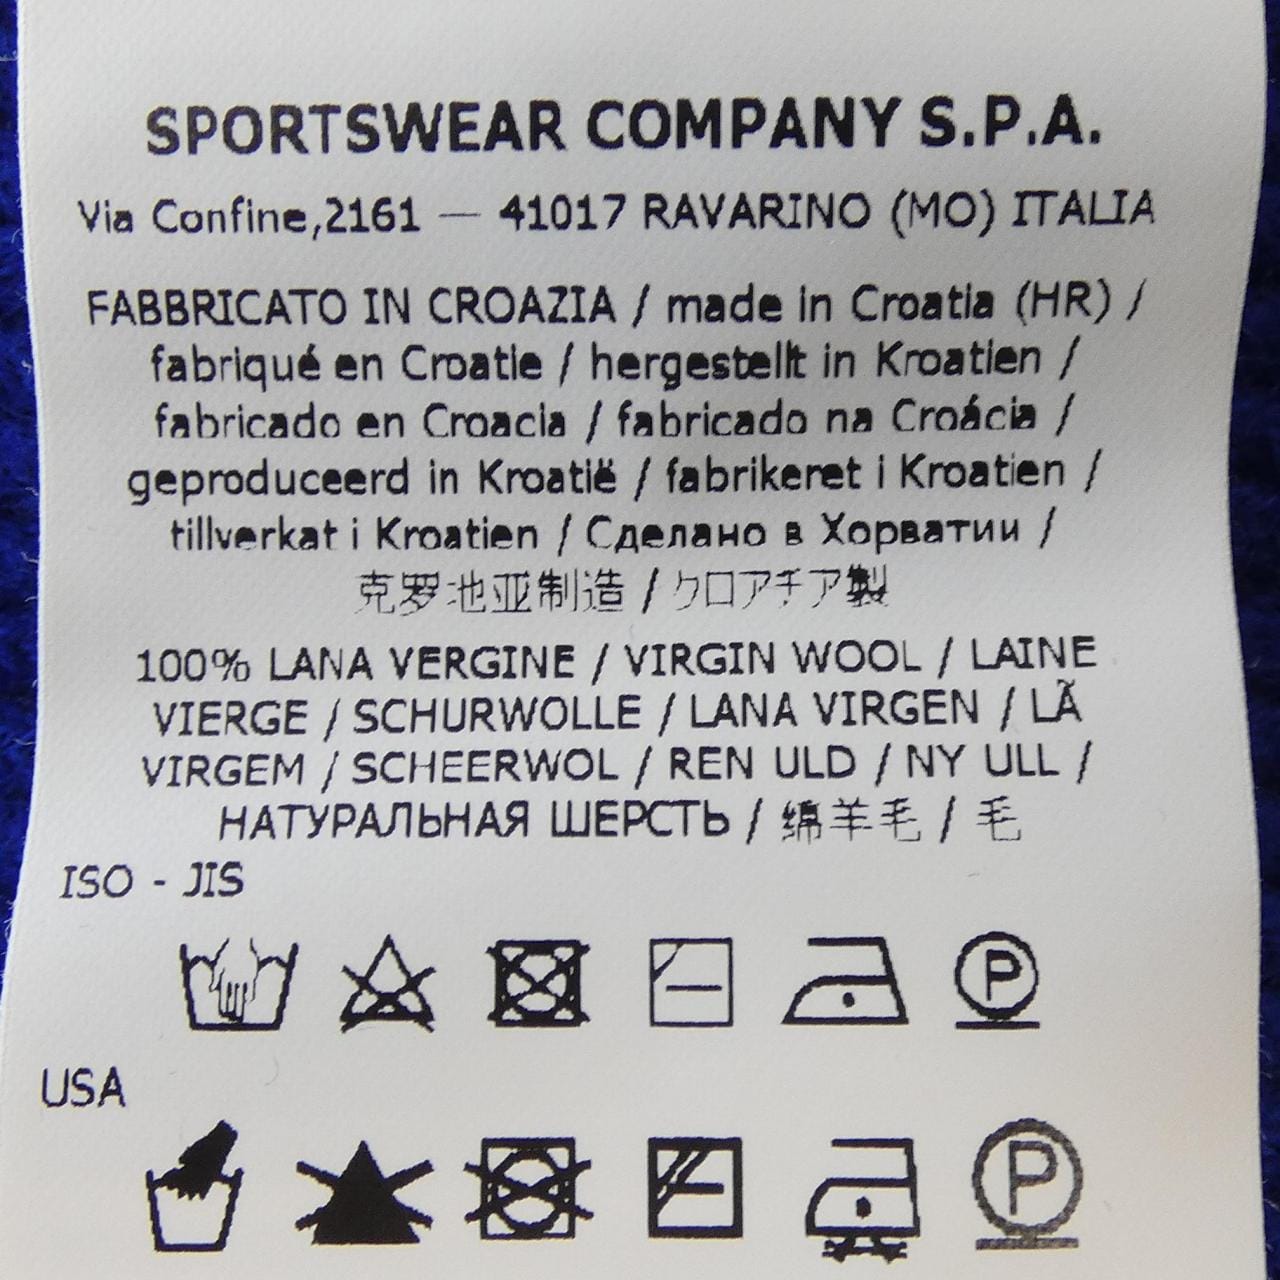 SPORTSWEAR COMPANY S.P.A.
Via Confine,2161 — 41017 RAVARINO (MO) ITALIA
FABBRICATO IN CROAZIA / made in Croatia (HR) /
fabriqué en Croatie / hergestellt in Kroatien /
fabricado en Croacia / fabricado na Croácia /
geproduceerd in Kroatië / fabrikeret i Kroatien /
tillverkat i Kroatien / Сделано в Хорватии /
克罗地亚制造 / クロアチア製
100% LANA VERGINE / VIRGIN WOOL / LAINE
VIERGE / SCHURWOLLE / LANA VIRGEN / LÃ
VIRGEM / SCHEERWOL / REN ULD / NY ULL /
НАТУРАЛЬНАЯ ШЕРСТЬ / 绵羊毛 / 毛
ISO - JIS
P
USA
P